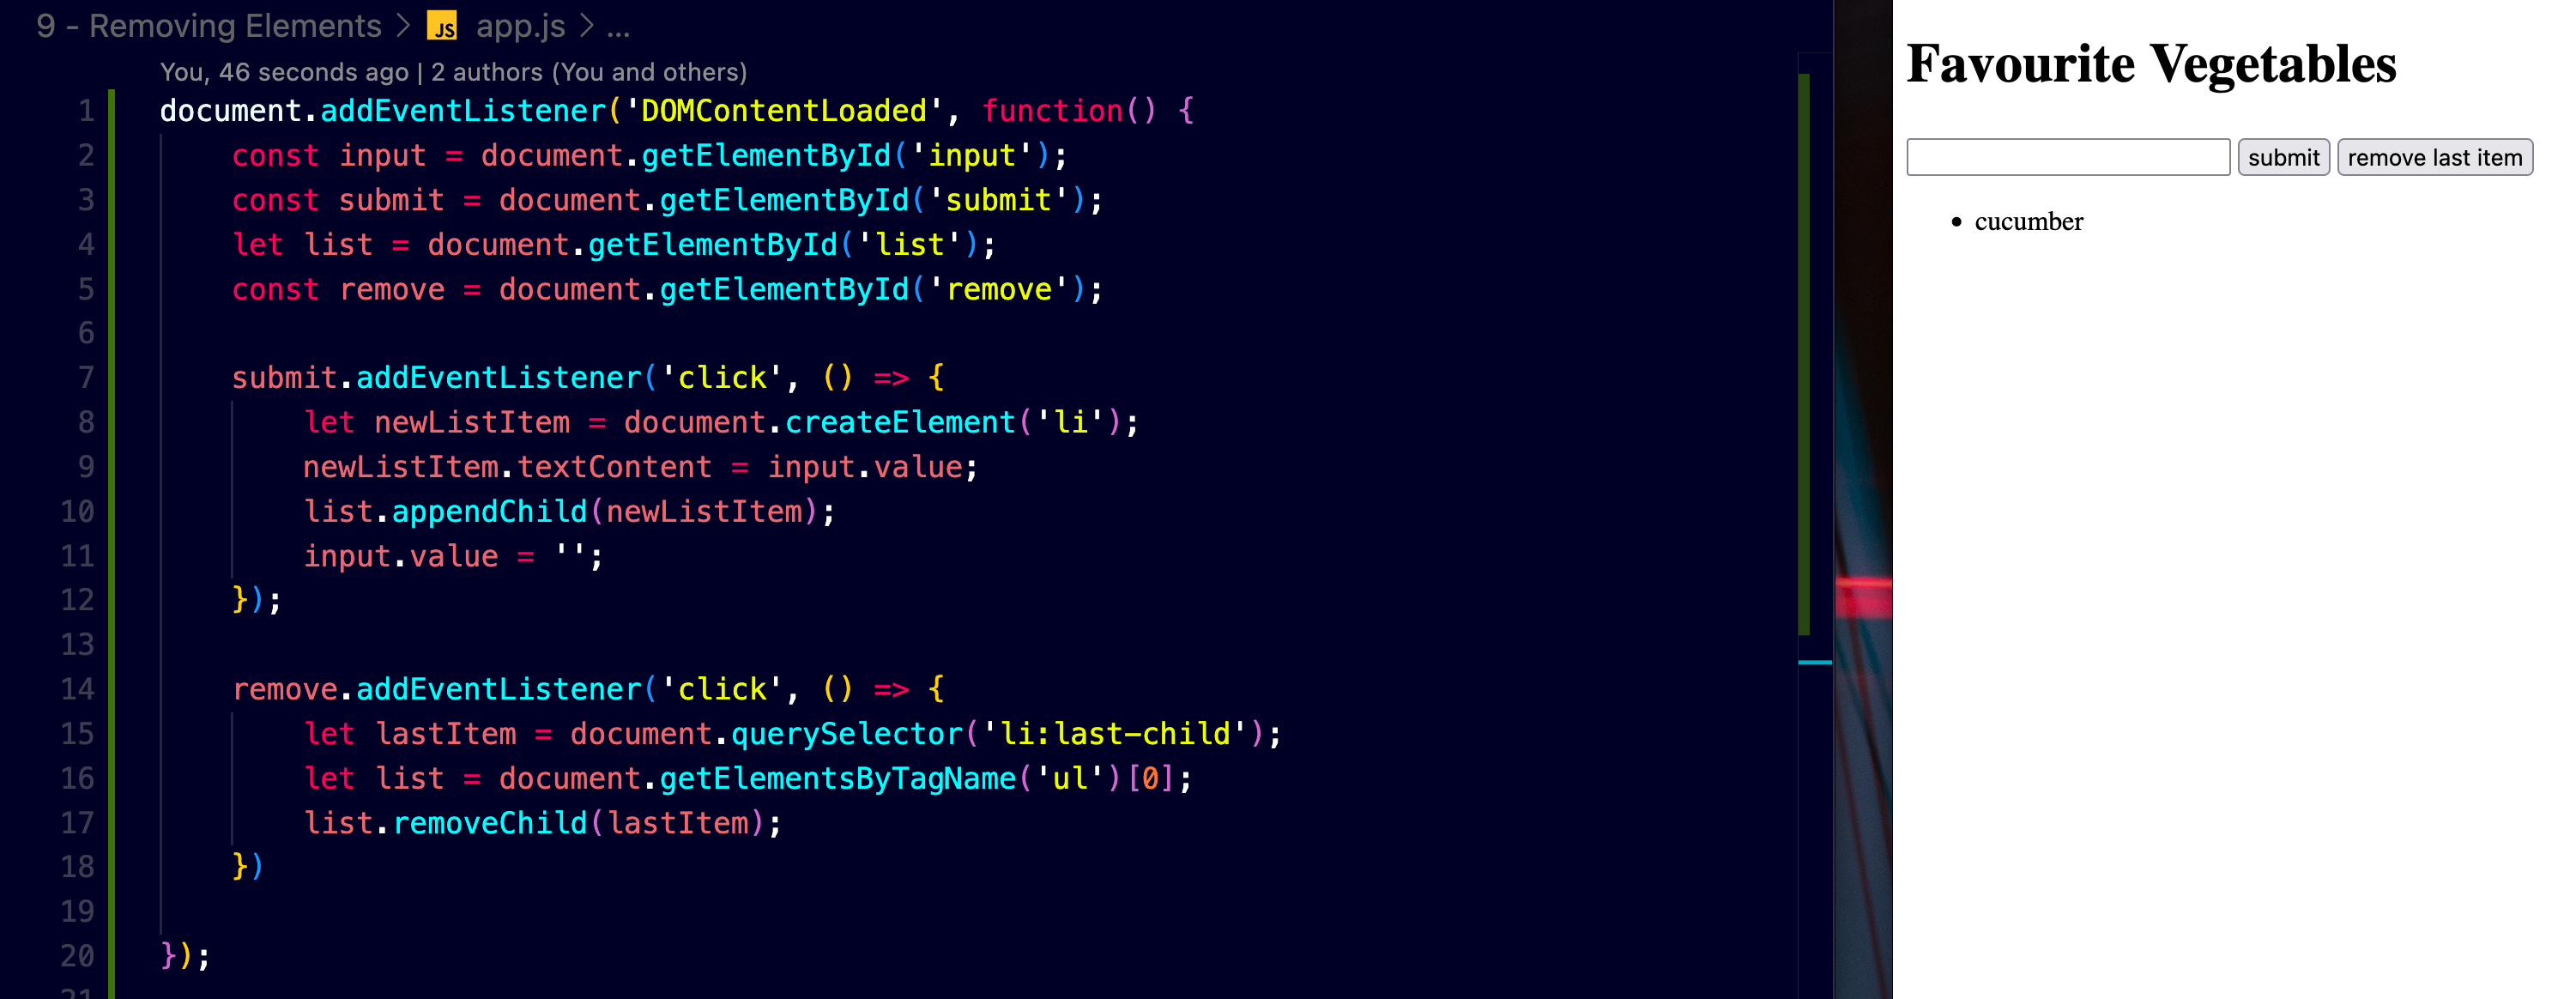 9 - Removing Elements > JS app.js > ...
You, 46 seconds ago | 2 authors (You and others)
1 document.addEventListener('DOMContentLoaded', function() {
2     const input = document.getElementById('input');
3     const submit = document.getElementById('submit');
4     let list = document.getElementById('list');
5     const remove = document.getElementById('remove');
6
7     submit.addEventListener('click', () => {
8         let newListItem = document.createElement('li');
9         newListItem.textContent = input.value;
10         list.appendChild(newListItem);
11         input.value = '';
12     });
13
14     remove.addEventListener('click', () => {
15         let lastItem = document.querySelector('li:last-child');
16         let list = document.getElementsByTagName('ul')[0];
17         list.removeChild(lastItem);
18     })
19
20 });
21
Favourite Vegetables
submit remove last item
• cucumber